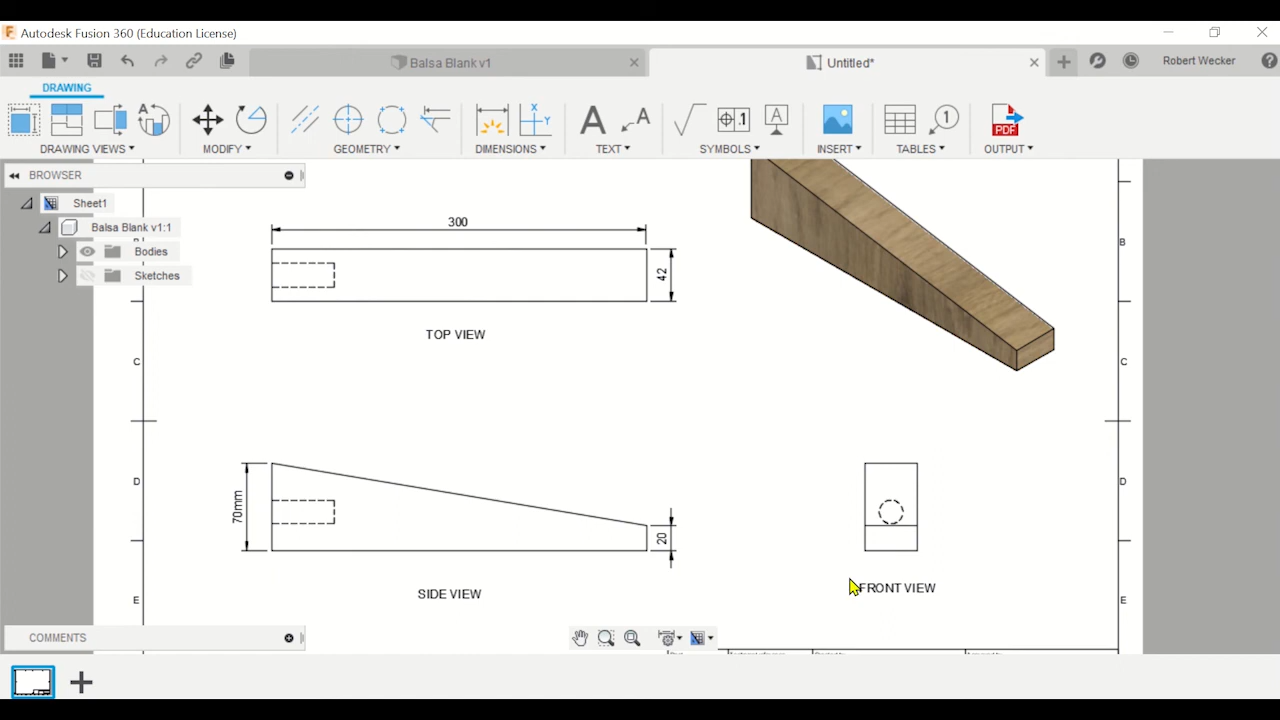 Autodesk Fusion 360 (Education License)
Balsa Blank v1
Untitled*
Robert Wecker
DRAWING
DRAWING VIEWS
MODIFY
GEOMETRY
DIMENSIONS
TEXT
SYMBOLS
INSERT
TABLES
OUTPUT
BROWSER
Sheet1
Balsa Blank v1:1
Bodies
Sketches
300
42
TOP VIEW
B
B
C
C
70mm
20
SIDE VIEW
FRONT VIEW
D
D
E
E
COMMENTS